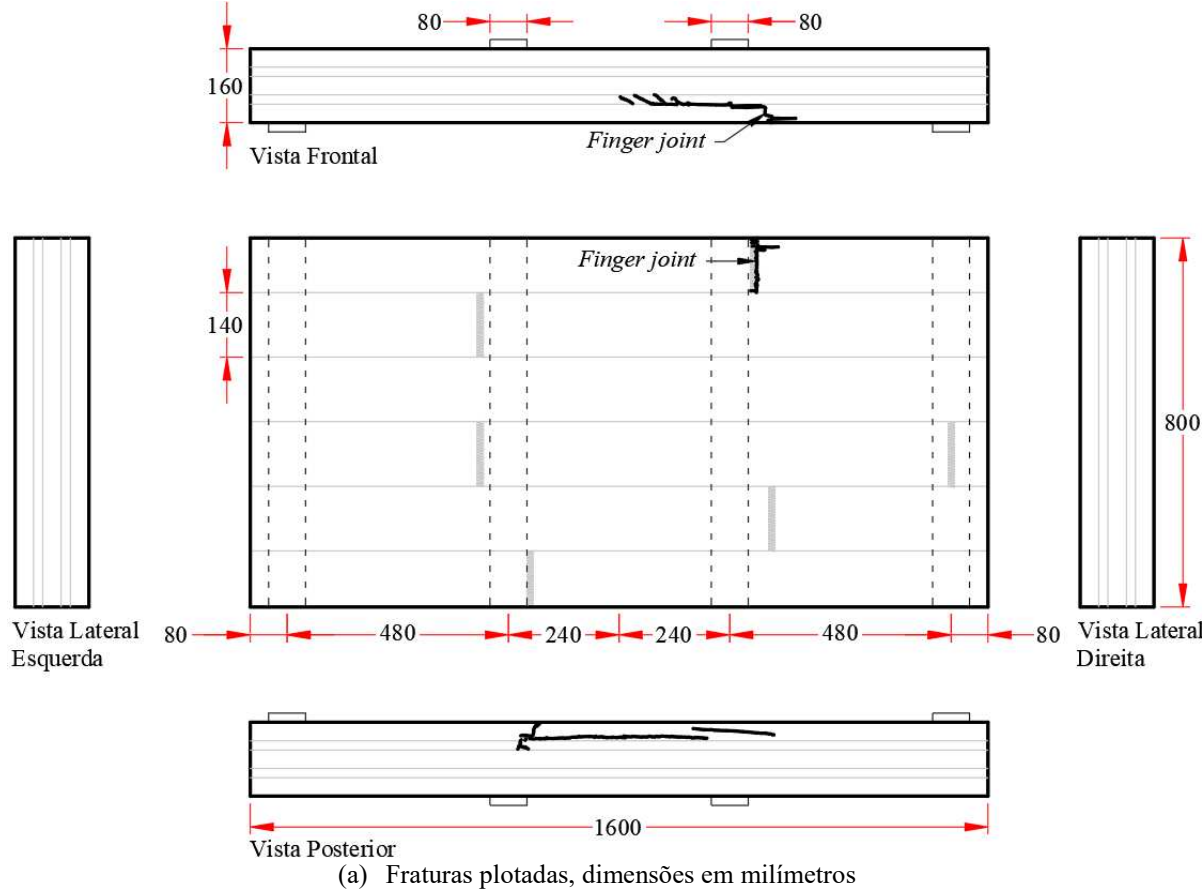 80
80
160
Finger joint
Vista Frontal
Finger joint
140
800
Vista Lateral
Esquerda
80
480
240
240
480
80
Vista Lateral
Direita
1600
Vista Posterior
(a) Fraturas plotadas, dimensões em milímetros